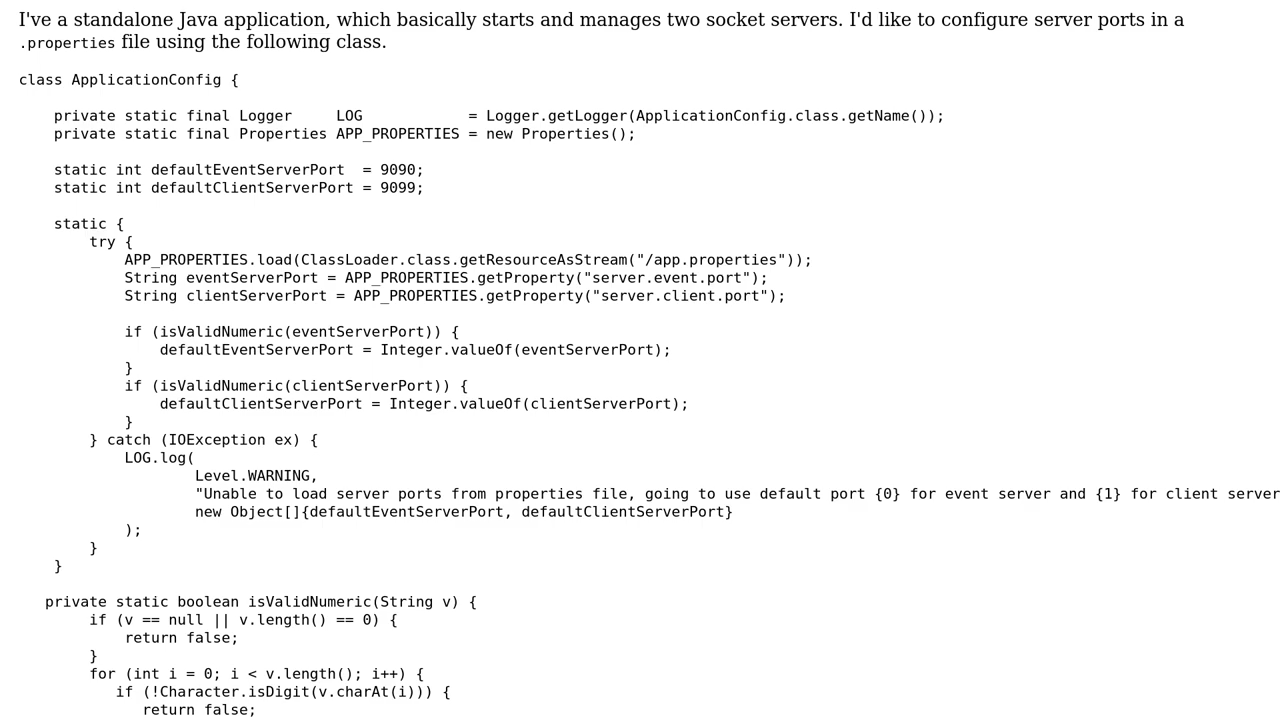 I've a standalone Java application, which basically starts and manages two socket servers. I'd like to configure server ports in a
.properties file using the following class.
class ApplicationConfig {
    private static final Logger     LOG            = Logger.getLogger(ApplicationConfig.class.getName());
    private static final Properties APP_PROPERTIES = new Properties();
    static int defaultEventServerPort  = 9090;
    static int defaultClientServerPort = 9099;
    static {
        try {
            APP_PROPERTIES.load(ClassLoader.class.getResourceAsStream("/app.properties"));
            String eventServerPort = APP_PROPERTIES.getProperty("server.event.port");
            String clientServerPort = APP_PROPERTIES.getProperty("server.client.port");
            if (isValidNumeric(eventServerPort)) {
                defaultEventServerPort = Integer.valueOf(eventServerPort);
            }
            if (isValidNumeric(clientServerPort)) {
                defaultClientServerPort = Integer.valueOf(clientServerPort);
            }
        } catch (IOException ex) {
            LOG.log(
                    Level.WARNING,
                    "Unable to load server ports from properties file, going to use default port {0} for event server and {1} for client server
                    new Object[]{defaultEventServerPort, defaultClientServerPort}
            );
        }
    }
   private static boolean isValidNumeric(String v) {
        if (v == null || v.length() == 0) {
            return false;
        }
        for (int i = 0; i < v.length(); i++) {
           if (!Character.isDigit(v.charAt(i))) {
              return false;